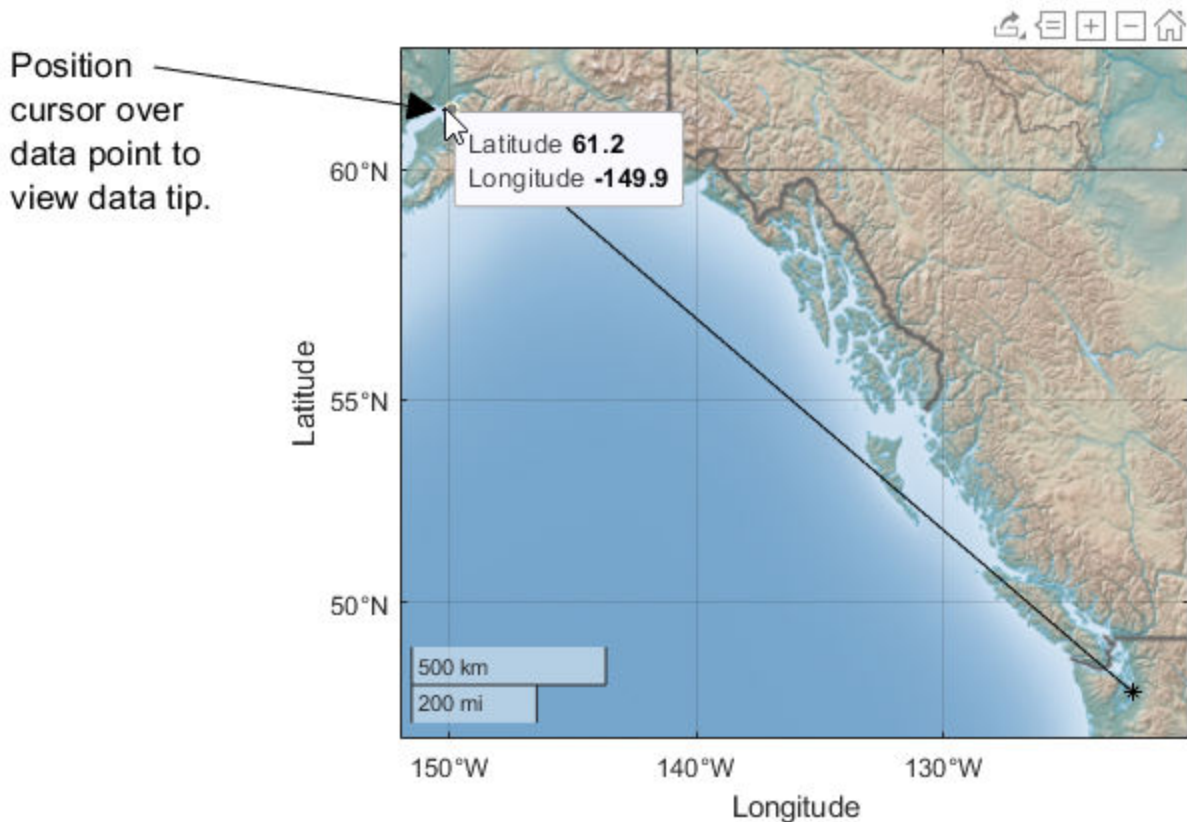 Position
cursor over
data point to
view data tip.
Latitude 61.2
Longitude -149.9
60°N
55°N
50°N
Latitude
500 km
200 mi
150°W
140°W
130°W
Longitude